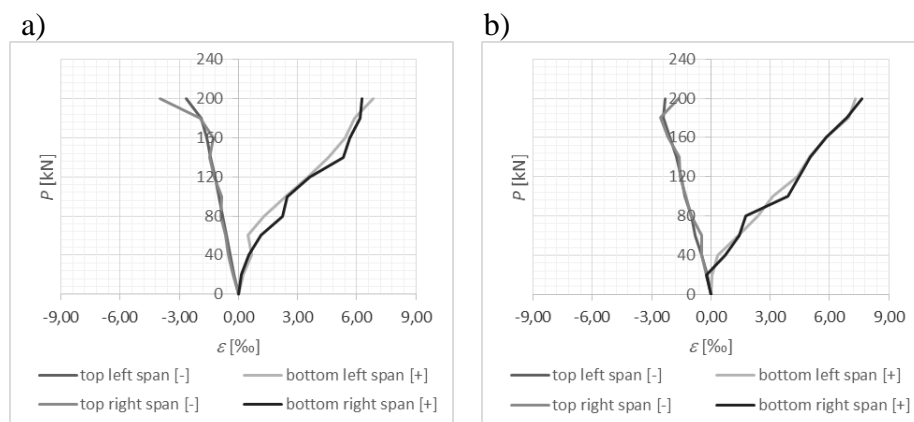 a)
240
200
160
120
80
40
0
P [kN]
-9,00 -6,00 -3,00 0,00 3,00 6,00 9,00
ε [‰]
top left span [-] bottom left span [+]
top right span [-] bottom right span [+]
b)
240
200
160
120
80
40
0
P [kN]
-9,00 -6,00 -3,00 0,00 3,00 6,00 9,00
ε [‰]
top left span [-] bottom left span [+]
top right span [-] bottom right span [+]